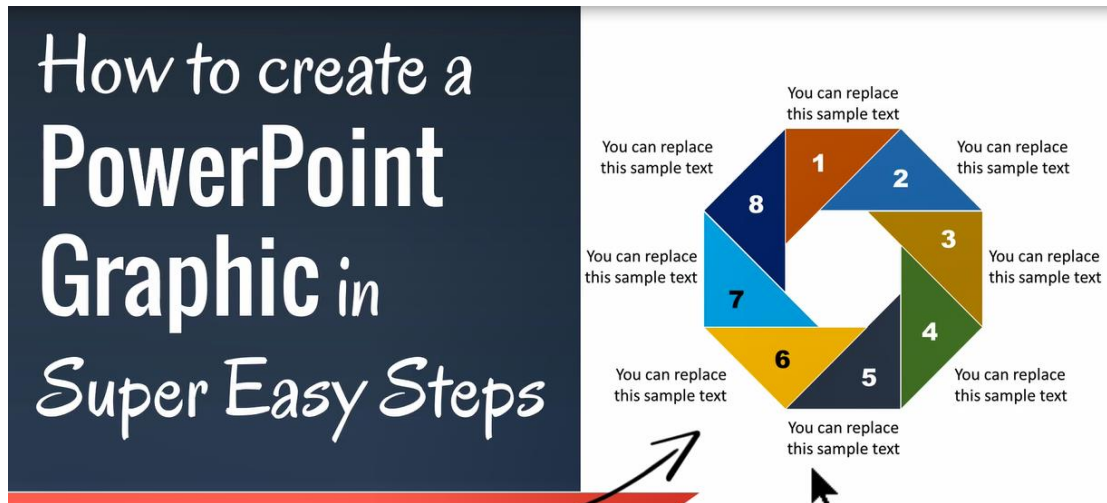 How to create a
PowerPoint
Graphic in
Super Easy Steps
You can replace
this sample text
1
You can replace
this sample text
2
You can replace
this sample text
3
You can replace
this sample text
4
You can replace
this sample text
5
You can replace
this sample text
6
You can replace
this sample text
7
You can replace
this sample text
8